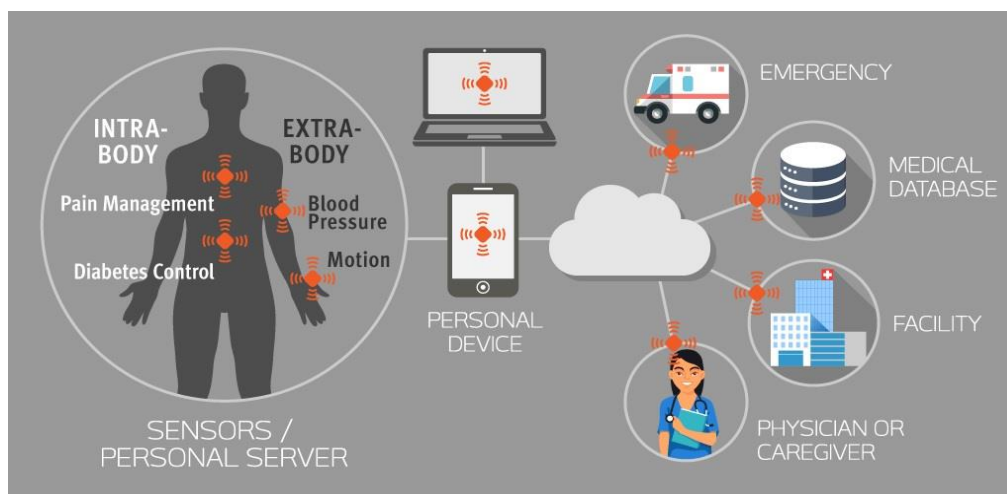 INTRA-
BODY
EXTRA-
BODY
Pain Management
Blood
Pressure
Diabetes Control
Motion
SENSORS /
PERSONAL SERVER
PERSONAL
DEVICE
EMERGENCY
MEDICAL
DATABASE
FACILITY
PHYSICIAN OR
CAREGIVER